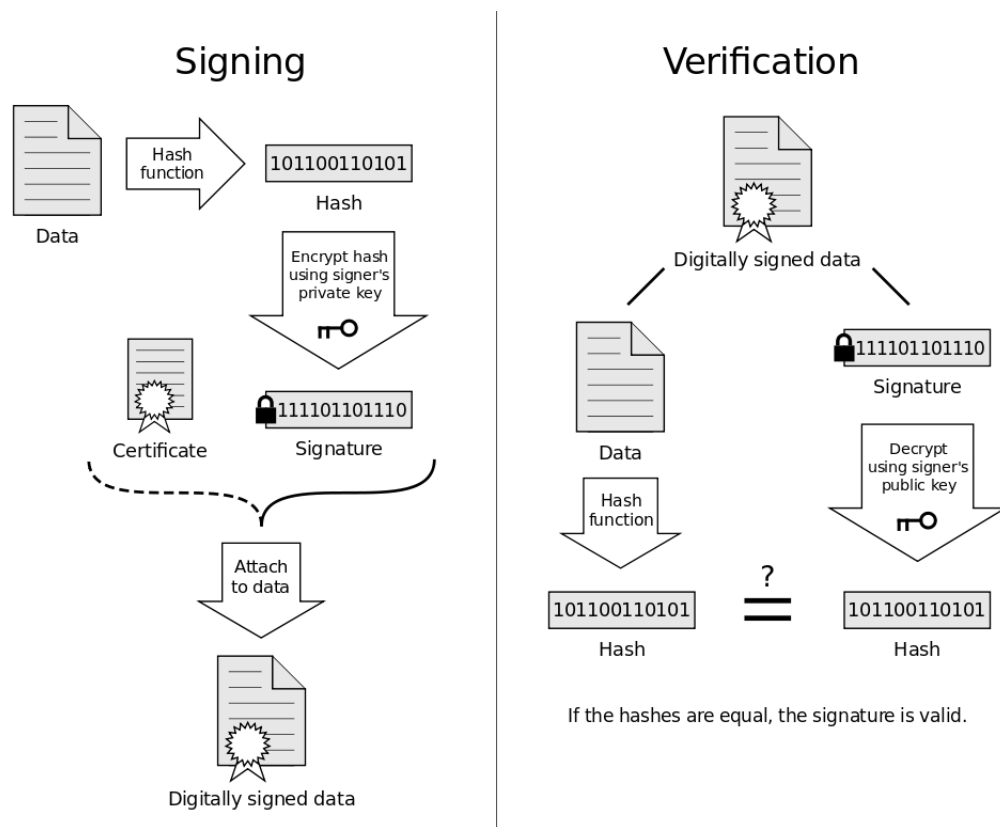 Signing
Hash
function
101100110101
Hash
Data
Encrypt hash
using signer's
private key
111101101110
Signature
Certificate
Attach
to data
Digitally signed data
Verification
Digitally signed data
111101101110
Signature
Data
Decrypt
using signer's
public key
Hash
function
?
101100110101
101100110101
Hash
Hash
If the hashes are equal, the signature is valid.